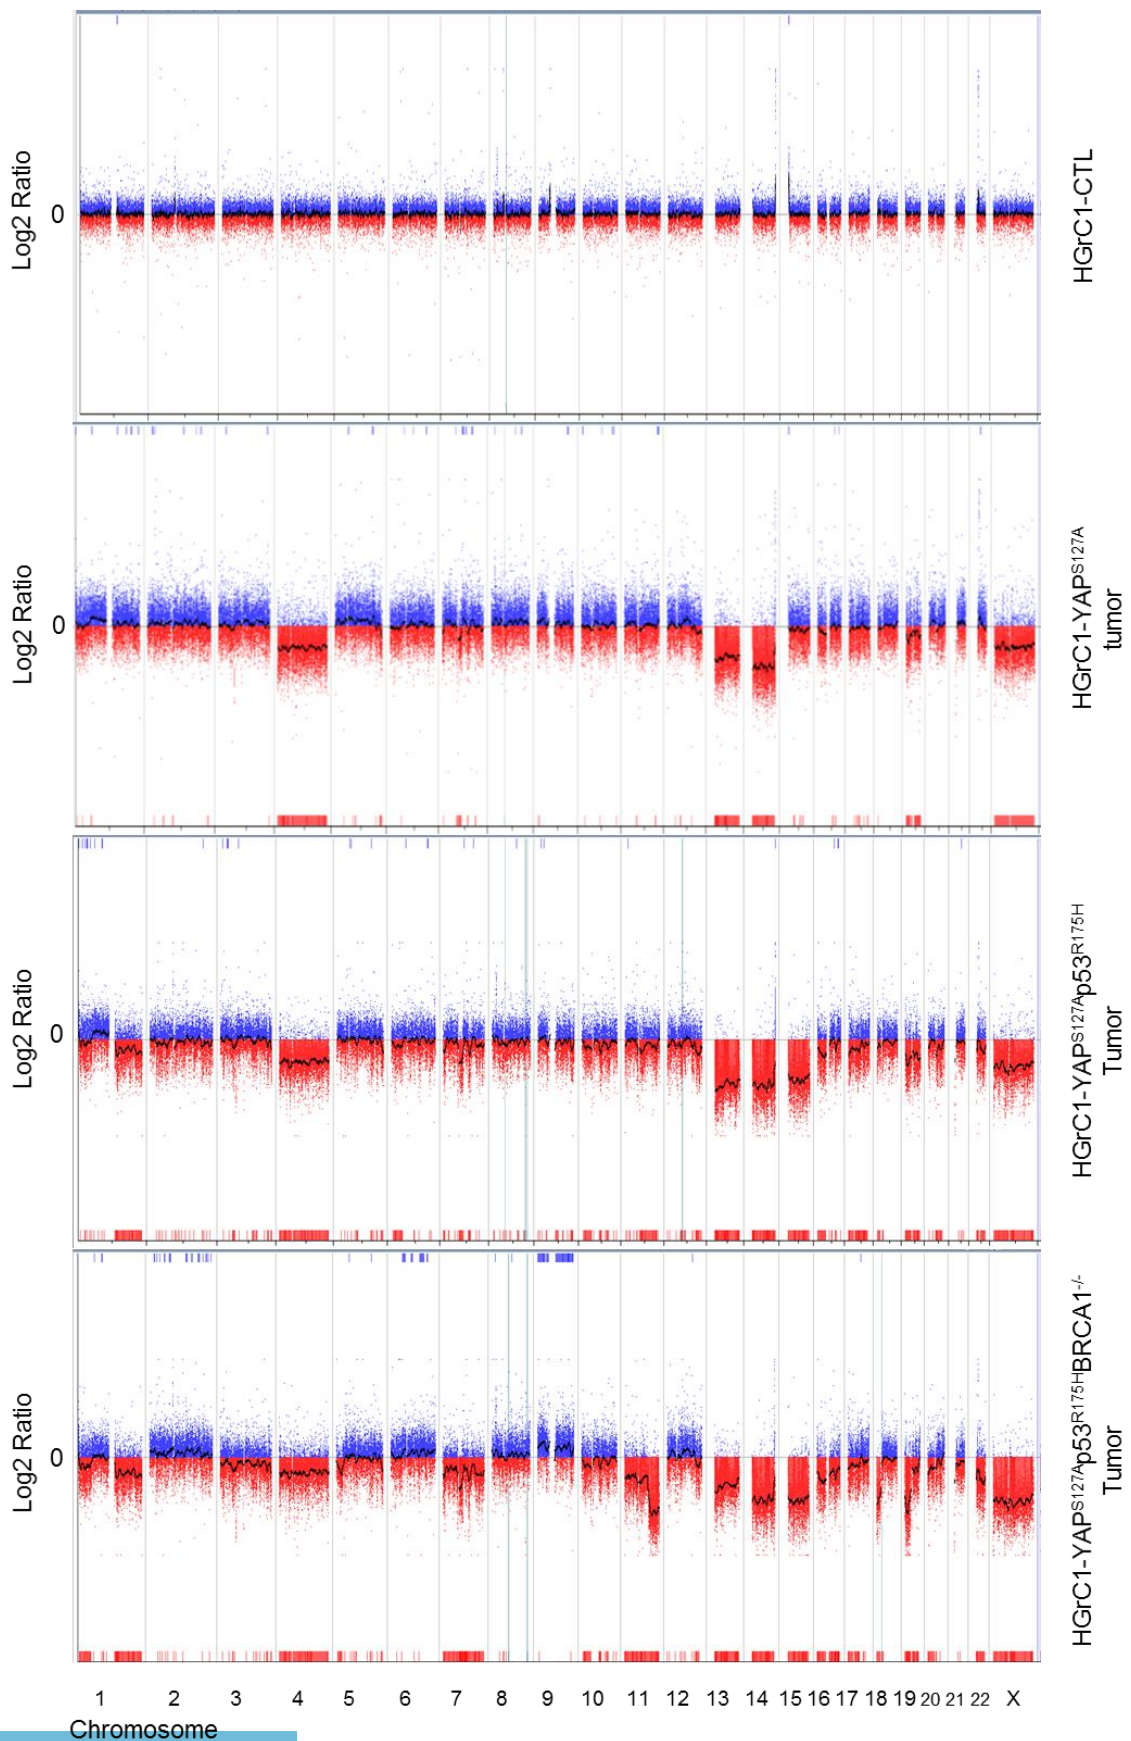 Log2 Ratio
0
HGrC1-CTL
Log2 Ratio
0
HGrC1-YAPS127A
tumor
Log2 Ratio
0
HGrC1-YAPS127Ap53R175H
Tumor
Log2 Ratio
0
HGrC1-YAPS127Ap53R175HBRCA1-/-
Tumor
1 2 3 4 5 6 7 8 9 10 11 12 13 14 15 16 17 18 19 20 21 22 X
Chromosome